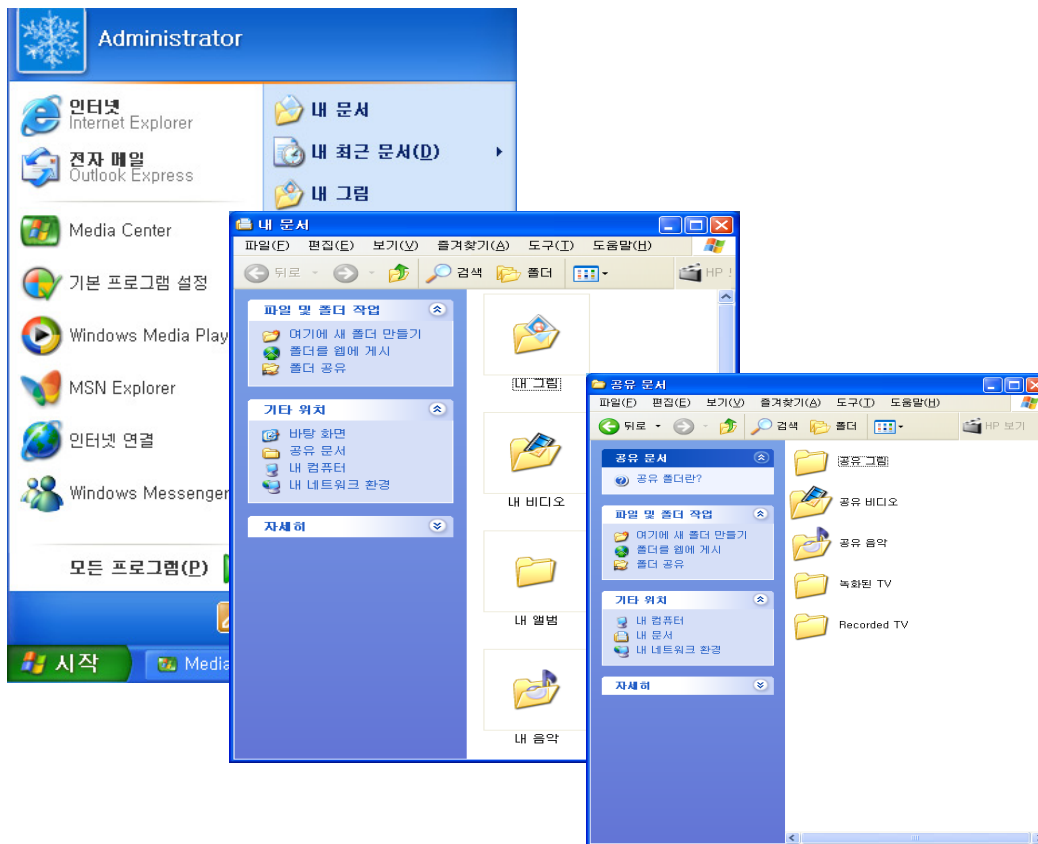 Administrator
인터넷
Internet Explorer
전자 메일
Outlook Express
Media Center
기본 프로그램 설정
Windows Media Play
MSN Explorer
인터넷 연결
Windows Messenger
모든 프로그램(P)
시작
Media
내 문서
내 최근 문서(D)
내 그림
내 문서
파일(F) 편집(E) 보기(V) 즐겨찾기(A) 도구(T) 도움말(H)
뒤로 검색 폴더 HP
파일 및 폴더 작업
여기에 새 폴더 만들기
폴더를 웹에 게시
폴더 공유
기타 위치
바탕 화면
공유 문서
내 컴퓨터
내 네트워크 환경
자세히
내 그림
내 비디오
내 앨범
내 음악
공유 문서
파일(F) 편집(E) 보기(V) 즐겨찾기(A) 도구(T) 도움말(H)
뒤로 검색 폴더 HP 보기
공유 문서
공유 폴더란?
파일 및 폴더 작업
여기에 새 폴더 만들기
폴더를 웹에 게시
폴더 공유
기타 위치
내 컴퓨터
내 문서
내 네트워크 환경
자세히
공유 그림
공유 비디오
공유 음악
녹화된 TV
Recorded TV